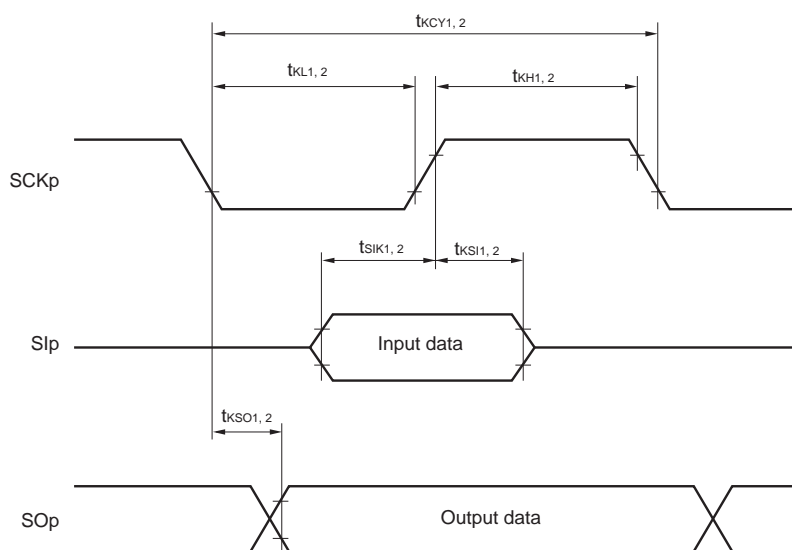 tKCY1, 2
tKL1, 2
tKH1, 2
SCKp
tSIK1, 2
tKSI1, 2
SIp
Input data
tKSO1, 2
SOp
Output data